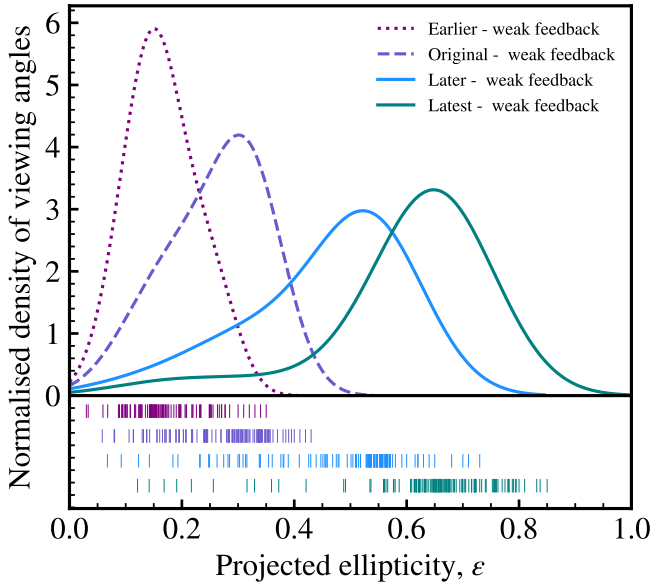 Normalised density of viewing angles
6
5
4
3
2
1
0
Earlier - weak feedback
Original -  weak feedback
Later -  weak feedback
Latest -  weak feedback
0.0 0.2 0.4 0.6 0.8 1.0
Projected ellipticity, ε